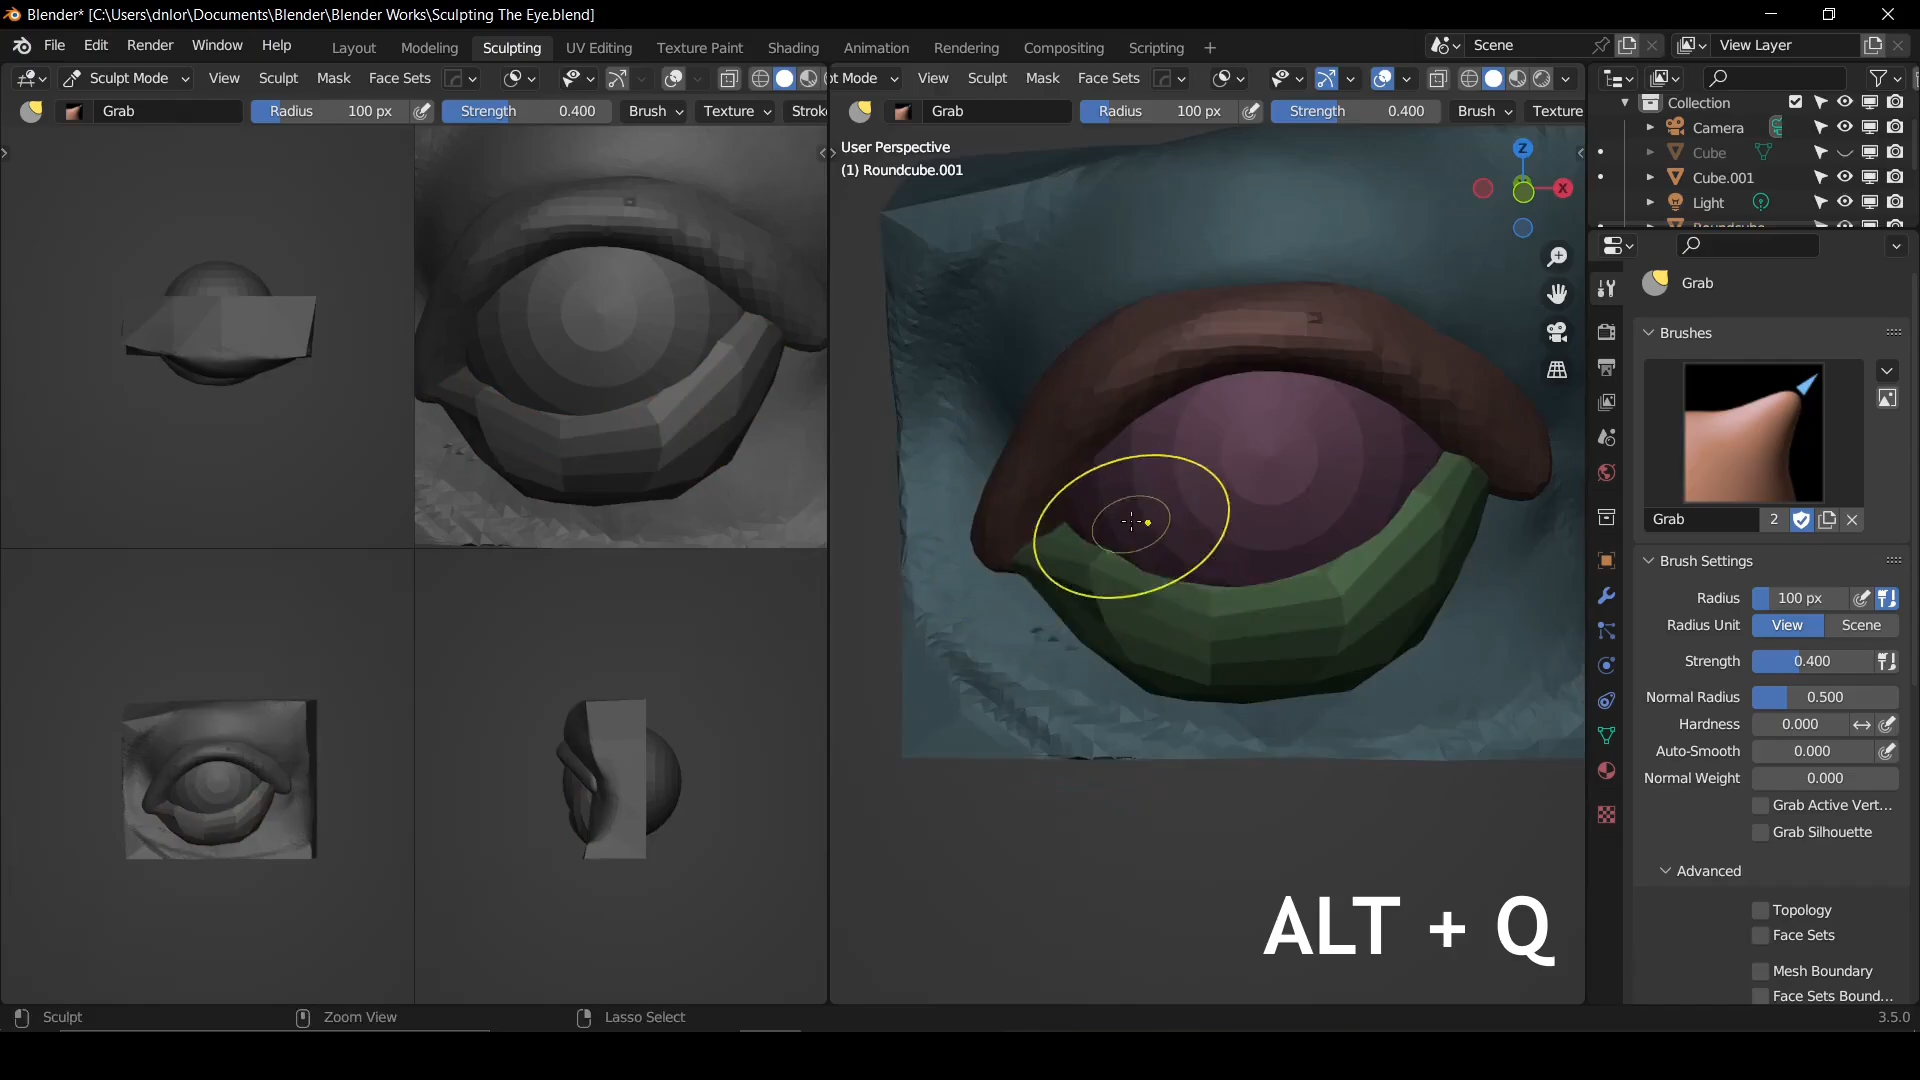 Blender* [C:\Users\dnlor\Documents\Blender\Blender Works\Sculpting The Eye.blend]
File Edit Render Window Help Layout Modeling Sculpting UV Editing Texture Paint Shading Animation Rendering Compositing Scripting + Scene View Layer
Sculpt Mode View Sculpt Mask Face Sets
Grab Radius 100 px Strength 0.400 Brush Texture Strok
pt Mode View Sculpt Mask Face Sets
Grab Radius 100 px Strength 0.400 Brush Texture
User Perspective
(1) Roundcube.001
Z
X
Collection
Camera
Cube
Cube.001
Light
Roundcube
Grab
Brushes
Grab 2
Brush Settings
Radius 100 px
Radius Unit View Scene
Strength 0.400
Normal Radius 0.500
Hardness 0.000
Auto-Smooth 0.000
Normal Weight 0.000
Grab Active Vert...
Grab Silhouette
Advanced
Topology
Face Sets
Mesh Boundary
Face Sets Bound...
ALT + Q
Sculpt Zoom View Lasso Select 3.5.0